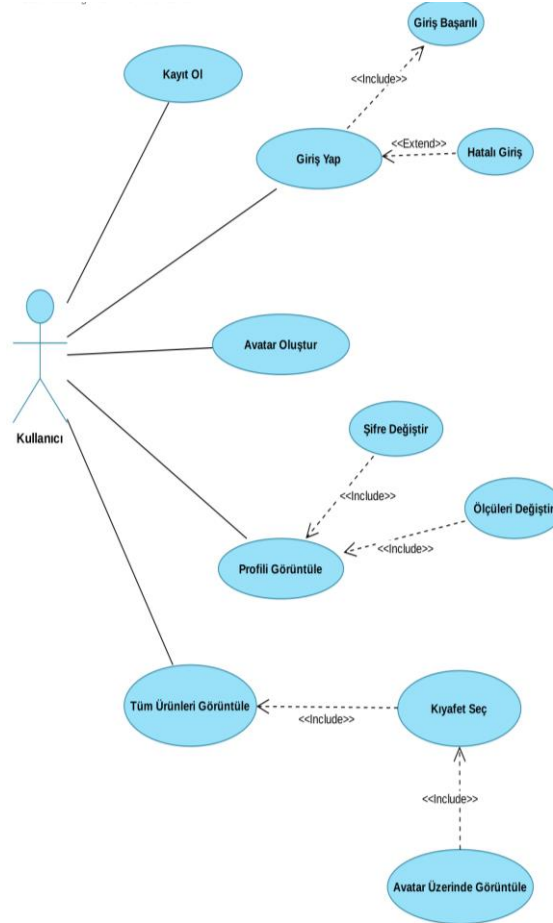 Giriş Başarılı
Kayıt Ol
<<Include>>
Giriş Yap
<<Extend>>
Hatalı Giriş
Avatar Oluştur
Kullanıcı
Şifre Değiştir
<<Include>>
Ölçüleri Değiştir
<<Include>>
Profili Görüntüle
Tüm Ürünleri Görüntüle
<<Include>>
Kıyafet Seç
<<Include>>
Avatar Üzerinde Görüntüle